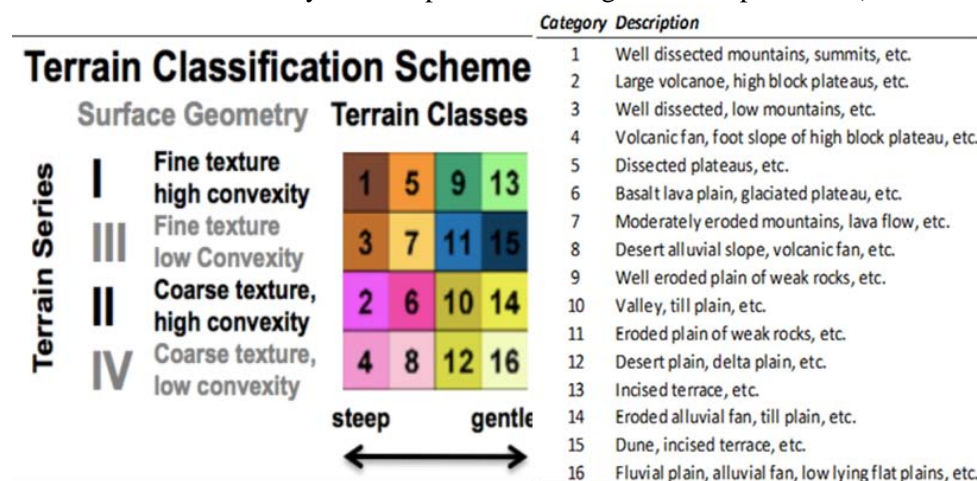 Terrain Classification Scheme
Surface Geometry Terrain Classes
Terrain Series
I Fine texture high convexity
1 5 9 13
III Fine texture low Convexity
3 7 11 15
II Coarse texture, high convexity
2 6 10 14
IV Coarse texture, low convexity
4 8 12 16
steep gentle
Category Description
1 Well dissected mountains, summits, etc.
2 Large volcanoe, high block plateaus, etc.
3 Well dissected, low mountains, etc.
4 Volcanic fan, foot slope of high block plateau, etc.
5 Dissected plateaus, etc.
6 Basalt lava plain, glaciated plateau, etc.
7 Moderately eroded mountains, lava flow, etc.
8 Desert alluvial slope, volcanic fan, etc.
9 Well eroded plain of weak rocks, etc.
10 Valley, till plain, etc.
11 Eroded plain of weak rocks, etc.
12 Desert plain, delta plain, etc.
13 Incised terrace, etc.
14 Eroded alluvial fan, till plain, etc.
15 Dune, incised terrace, etc.
16 Fluvial plain, alluvial fan, low lying flat plains, etc.